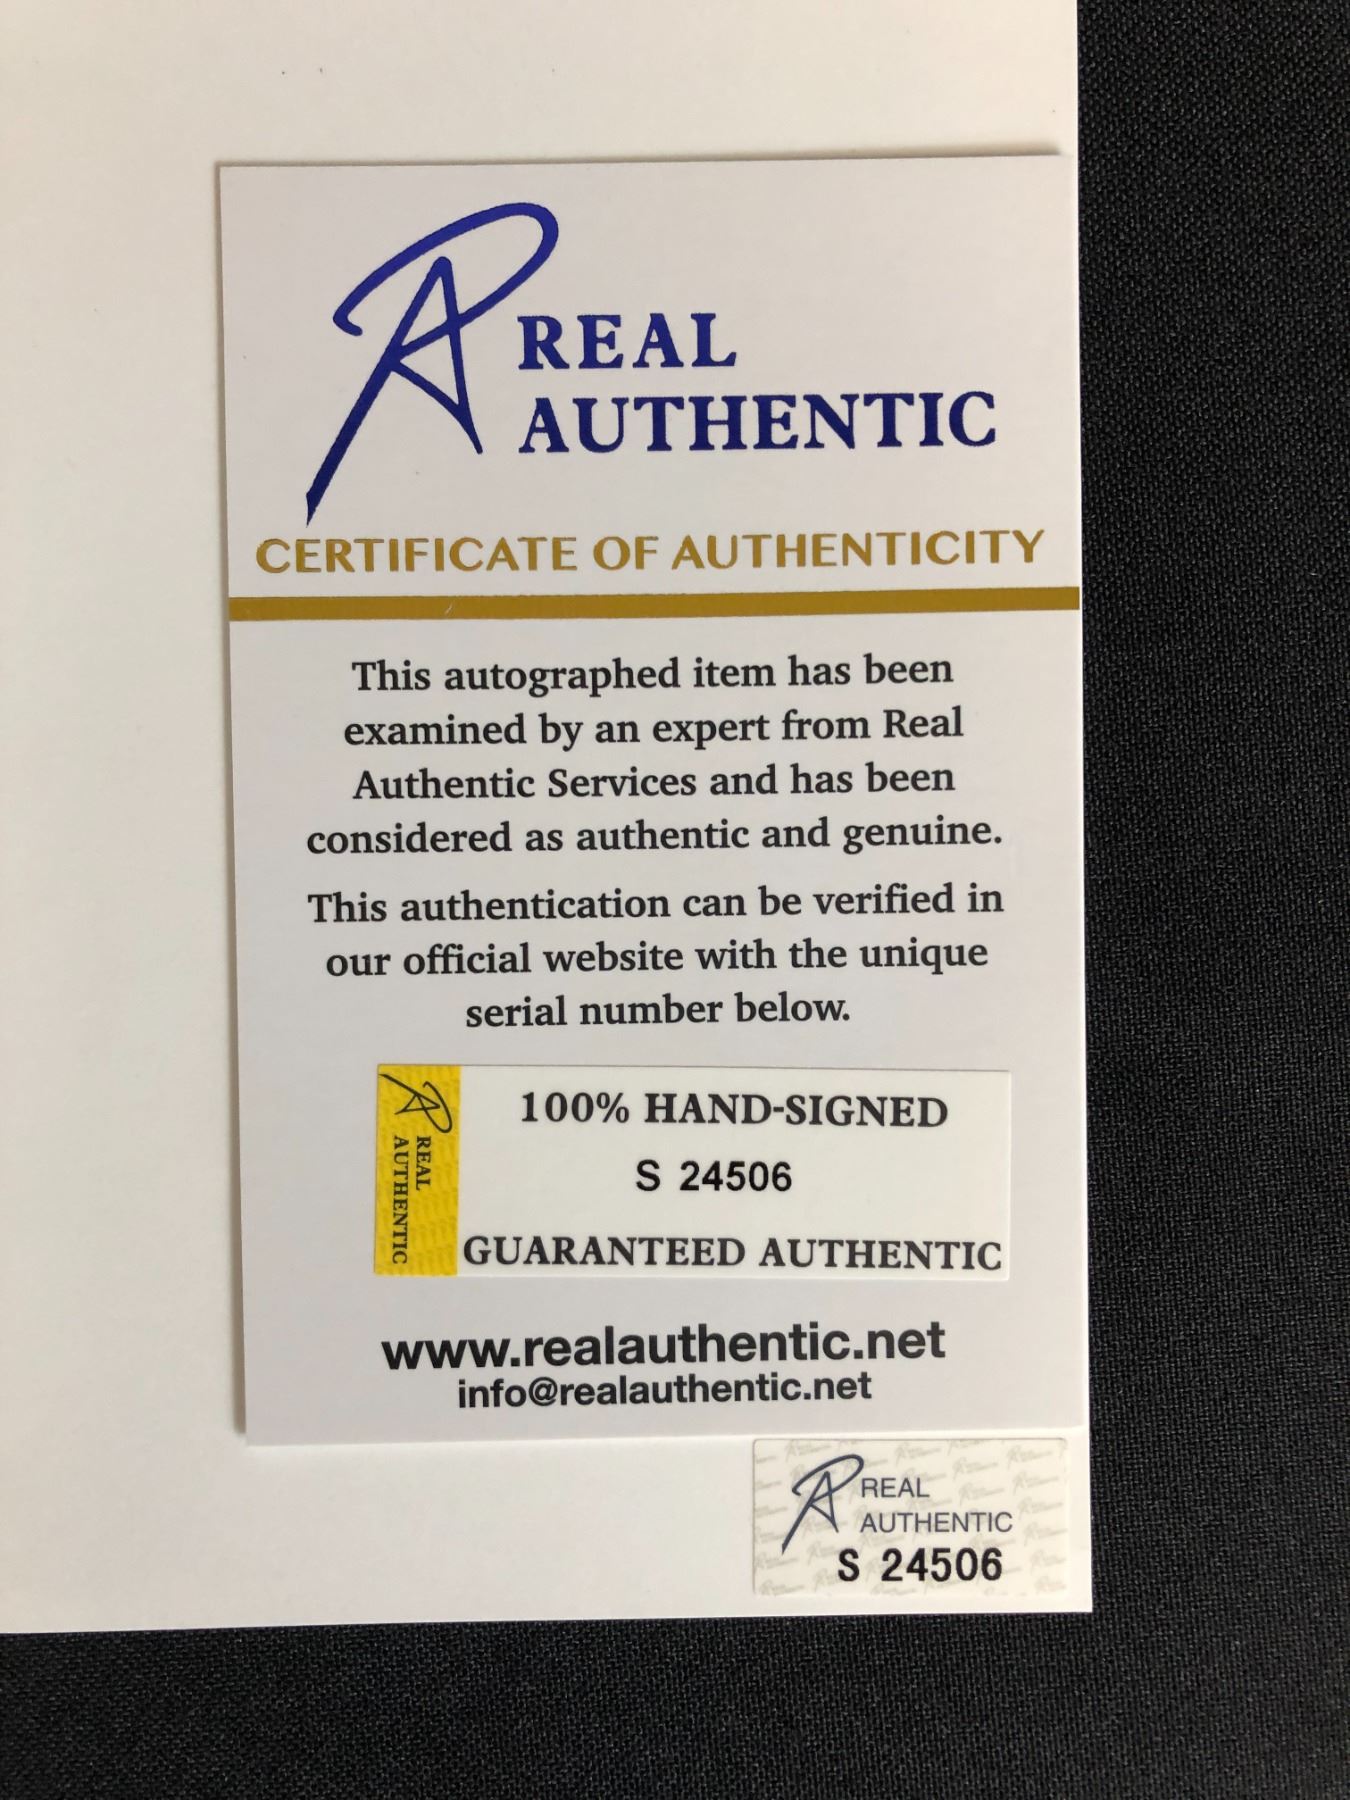 REAL
AUTHENTIC
CERTIFICATE OF AUTHENTICITY
This autographed item has been
examined by an expert from Real
Authentic Services and has been
considered as authentic and genuine.
This authentication can be verified in
our official website with the unique
serial number below.
REAL
AUTHENTIC
100% HAND-SIGNED
S 24506
GUARANTEED AUTHENTIC
www.realauthentic.net
info@realauthentic.net
REAL
AUTHENTIC
S 24506